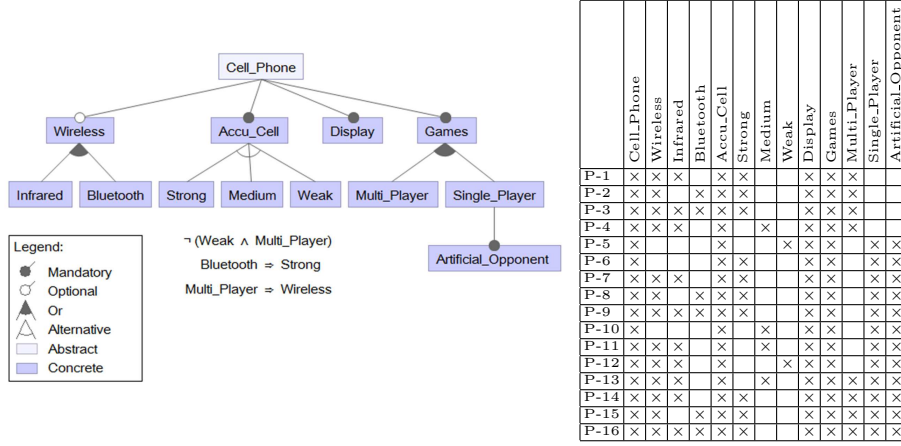 Cell_Phone
Wireless Accu_Cell Display Games
Infrared Bluetooth Strong Medium Weak Multi_Player Single_Player
Artificial_Opponent
¬ (Weak ∧ Multi_Player)
Bluetooth ⇒ Strong
Multi_Player ⇒ Wireless
Legend:
Mandatory
Optional
Or
Alternative
Abstract
Concrete
Cell_Phone Wireless Infrared Bluetooth Accu_Cell Strong Medium Weak Display Games Multi_Player Single_Player Artificial_Opponent
P-1 × × × × × × × ×
P-2 × × × × × × × ×
P-3 × × × × × × × × ×
P-4 × × × × × × × ×
P-5 × × × × × × ×
P-6 × × × × × × ×
P-7 × × × × × × × × ×
P-8 × × × × × × × × ×
P-9 × × × × × × × × × ×
P-10 × × × × × × ×
P-11 × × × × × × × × ×
P-12 × × × × × × × × ×
P-13 × × × × × × × × × ×
P-14 × × × × × × × × × ×
P-15 × × × × × × × × × ×
P-16 × × × × × × × × × × ×